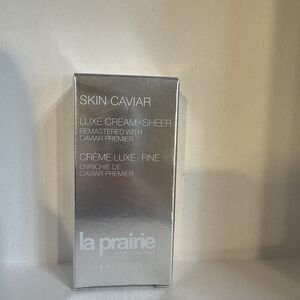 SKIN CAVIAR
LUXE CREAM · SHEER
REMASTERED WITH
CAVIAR PREMIER
CRÈME LUXE · FINE
ENRICHIE DE
CAVIAR PREMIER
la prairie